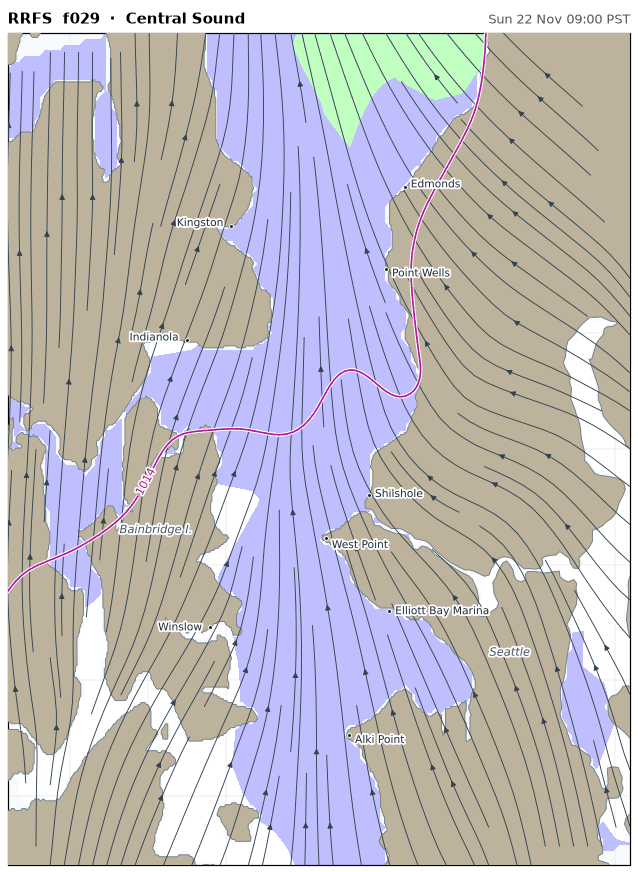 RRFS f029 · Central Sound
Sun 22 Nov 09:00 PST
Edmonds
Kingston
Point Wells
Indianola
1014
Shilshole
Bainbridge I.
West Point
Elliott Bay Marina
Winslow
Seattle
Alki Point